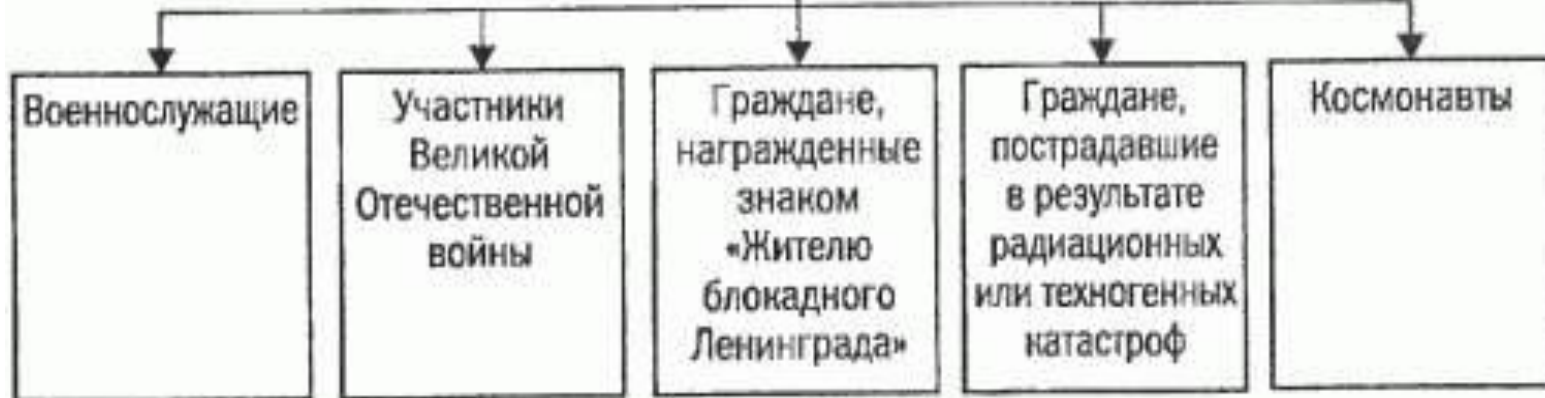 Военнослужащие
Участники
Великой
Отечественной
войны
Граждане,
награжденные
знаком
«Жителю
блокадного
Ленинграда»
Граждане,
пострадавшие
в результате
радиационных
или техногенных
катастроф
Космонавты